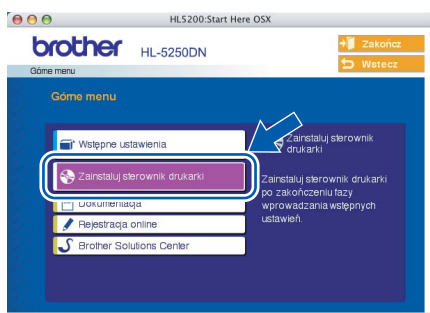 HL5200:Start Here OSX
brother
HL-5250DN
Zakończ
Wstecz
Górne menu
Górne menu
Wstępne ustawienia
Zainstaluj sterownik drukarki
Dokumentacja
Rejestracja online
Brother Solutions Center
Zainstaluj sterownik
drukarki
Zainstaluj sterownik drukarki
po zakończeniu fazy
wprowadzania wstępnych
ustawień.